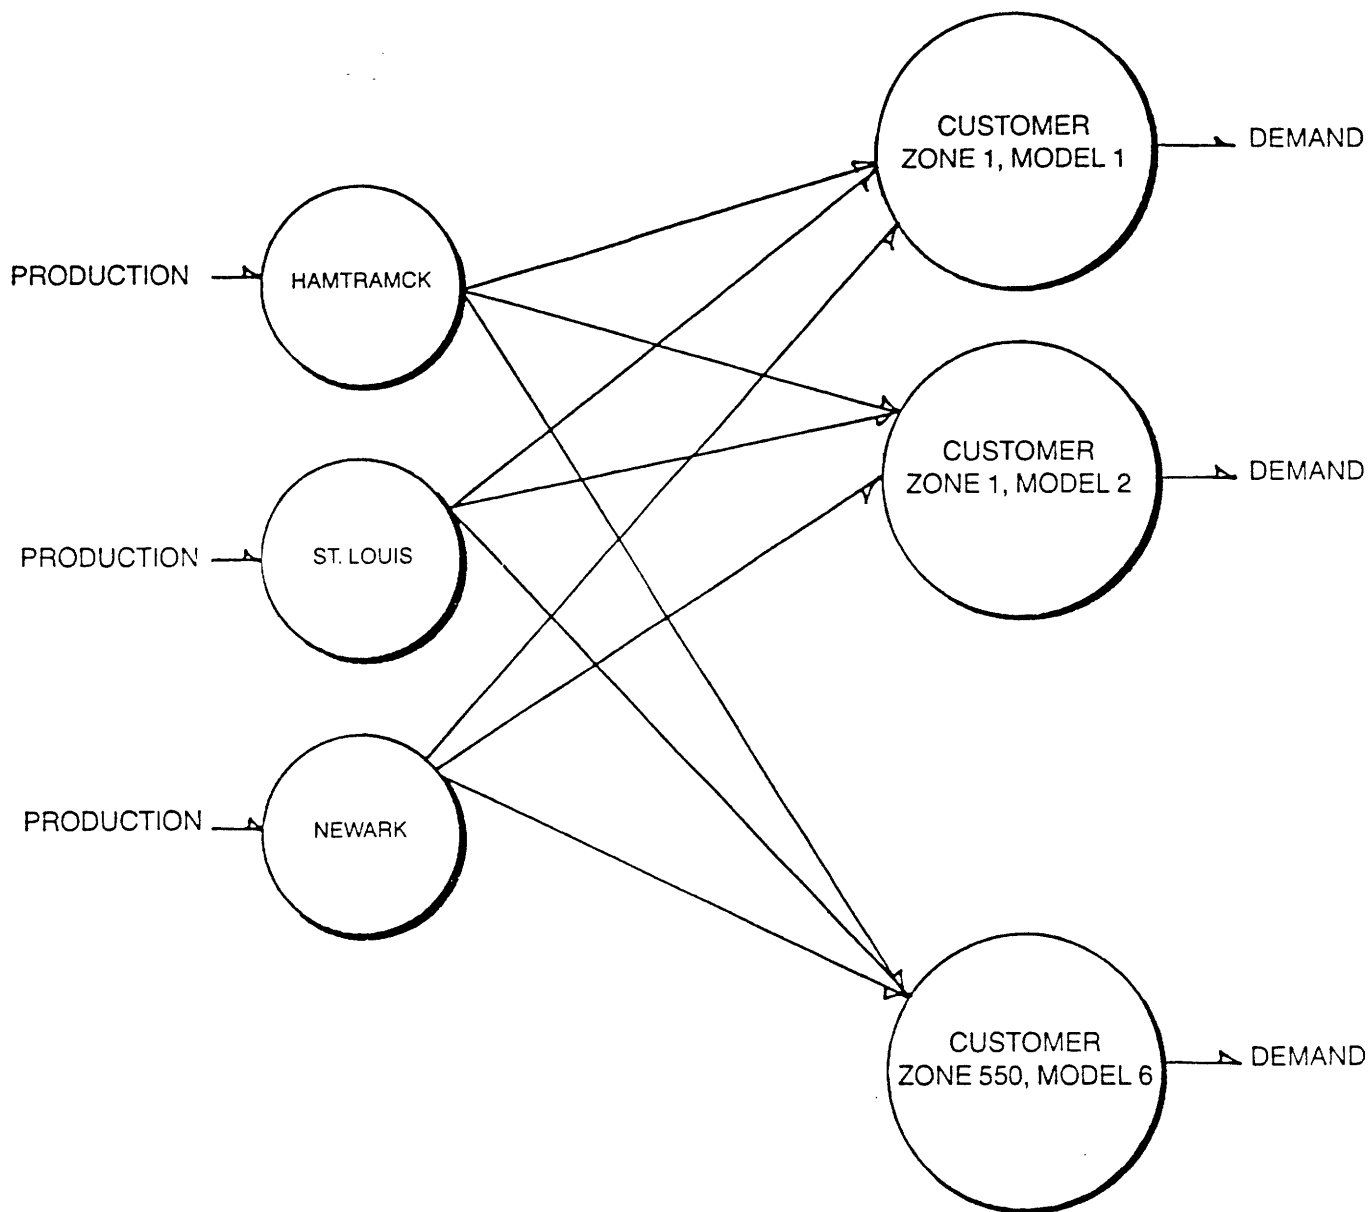 CUSTOMER
ZONE 1, MODEL 1
DEMAND
PRODUCTION
HAMTRAMCK
CUSTOMER
ZONE 1, MODEL 2
DEMAND
PRODUCTION
ST. LOUIS
PRODUCTION
NEWARK
CUSTOMER
ZONE 550, MODEL 6
DEMAND